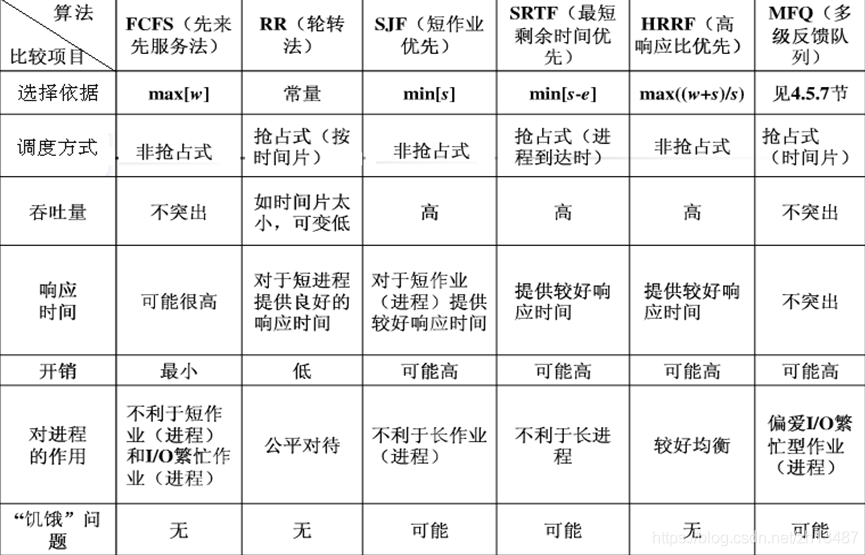 算法
比较项目
FCFS（先来
先服务法）
RR（轮转
法）
SJF（短作业
优先）
SRTF（最短
剩余时间优
先）
HRRF（高
响应比优先）
MFQ（多
级反馈队
列）
选择依据
max[w]
常量
min[s]
min[s-e]
max((w+s)/s)
见4.5.7节
调度方式
非抢占式
抢占式（按
时间片）
非抢占式
抢占式（进
程到达时）
非抢占式
抢占式
（时间片）
吞吐量
不突出
如时间片太
小，可变低
高
高
高
不突出
响应
时间
可能很高
对于短进程
提供良好的
响应时间
对于短作业
（进程）提供
较好响应时间
提供较好响
应时间
提供较好响
应时间
不突出
开销
最小
低
可能高
可能高
可能高
可能高
对进程
的作用
不利于短作
业（进程）
和I/O繁忙作
业（进程）
公平对待
不利于长作业
（进程）
不利于长进
程
较好均衡
偏爱I/O繁
忙型作业
（进程）
“饥饿”问
题
无
无
可能
可能
无
可能